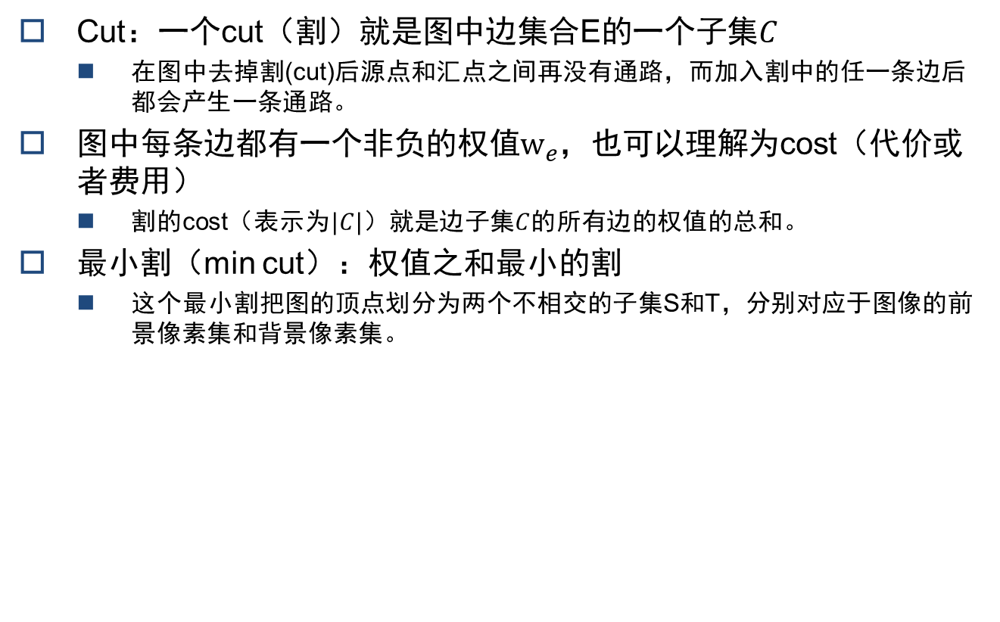 Cut：一个cut（割）就是图中边集合E的一个子集𝐶
在图中去掉割(cut)后源点和汇点之间再没有通路，而加入割中的任一条边后
都会产生一条通路。
图中每条边都有一个非负的权值wₑ，也可以理解为cost（代价或
者费用）
割的cost（表示为|𝐶|）就是边子集𝐶的所有边的权值的总和。
最小割（min cut）：权值之和最小的割
这个最小割把图的顶点划分为两个不相交的子集S和T，分别对应于图像的前
景像素集和背景像素集。